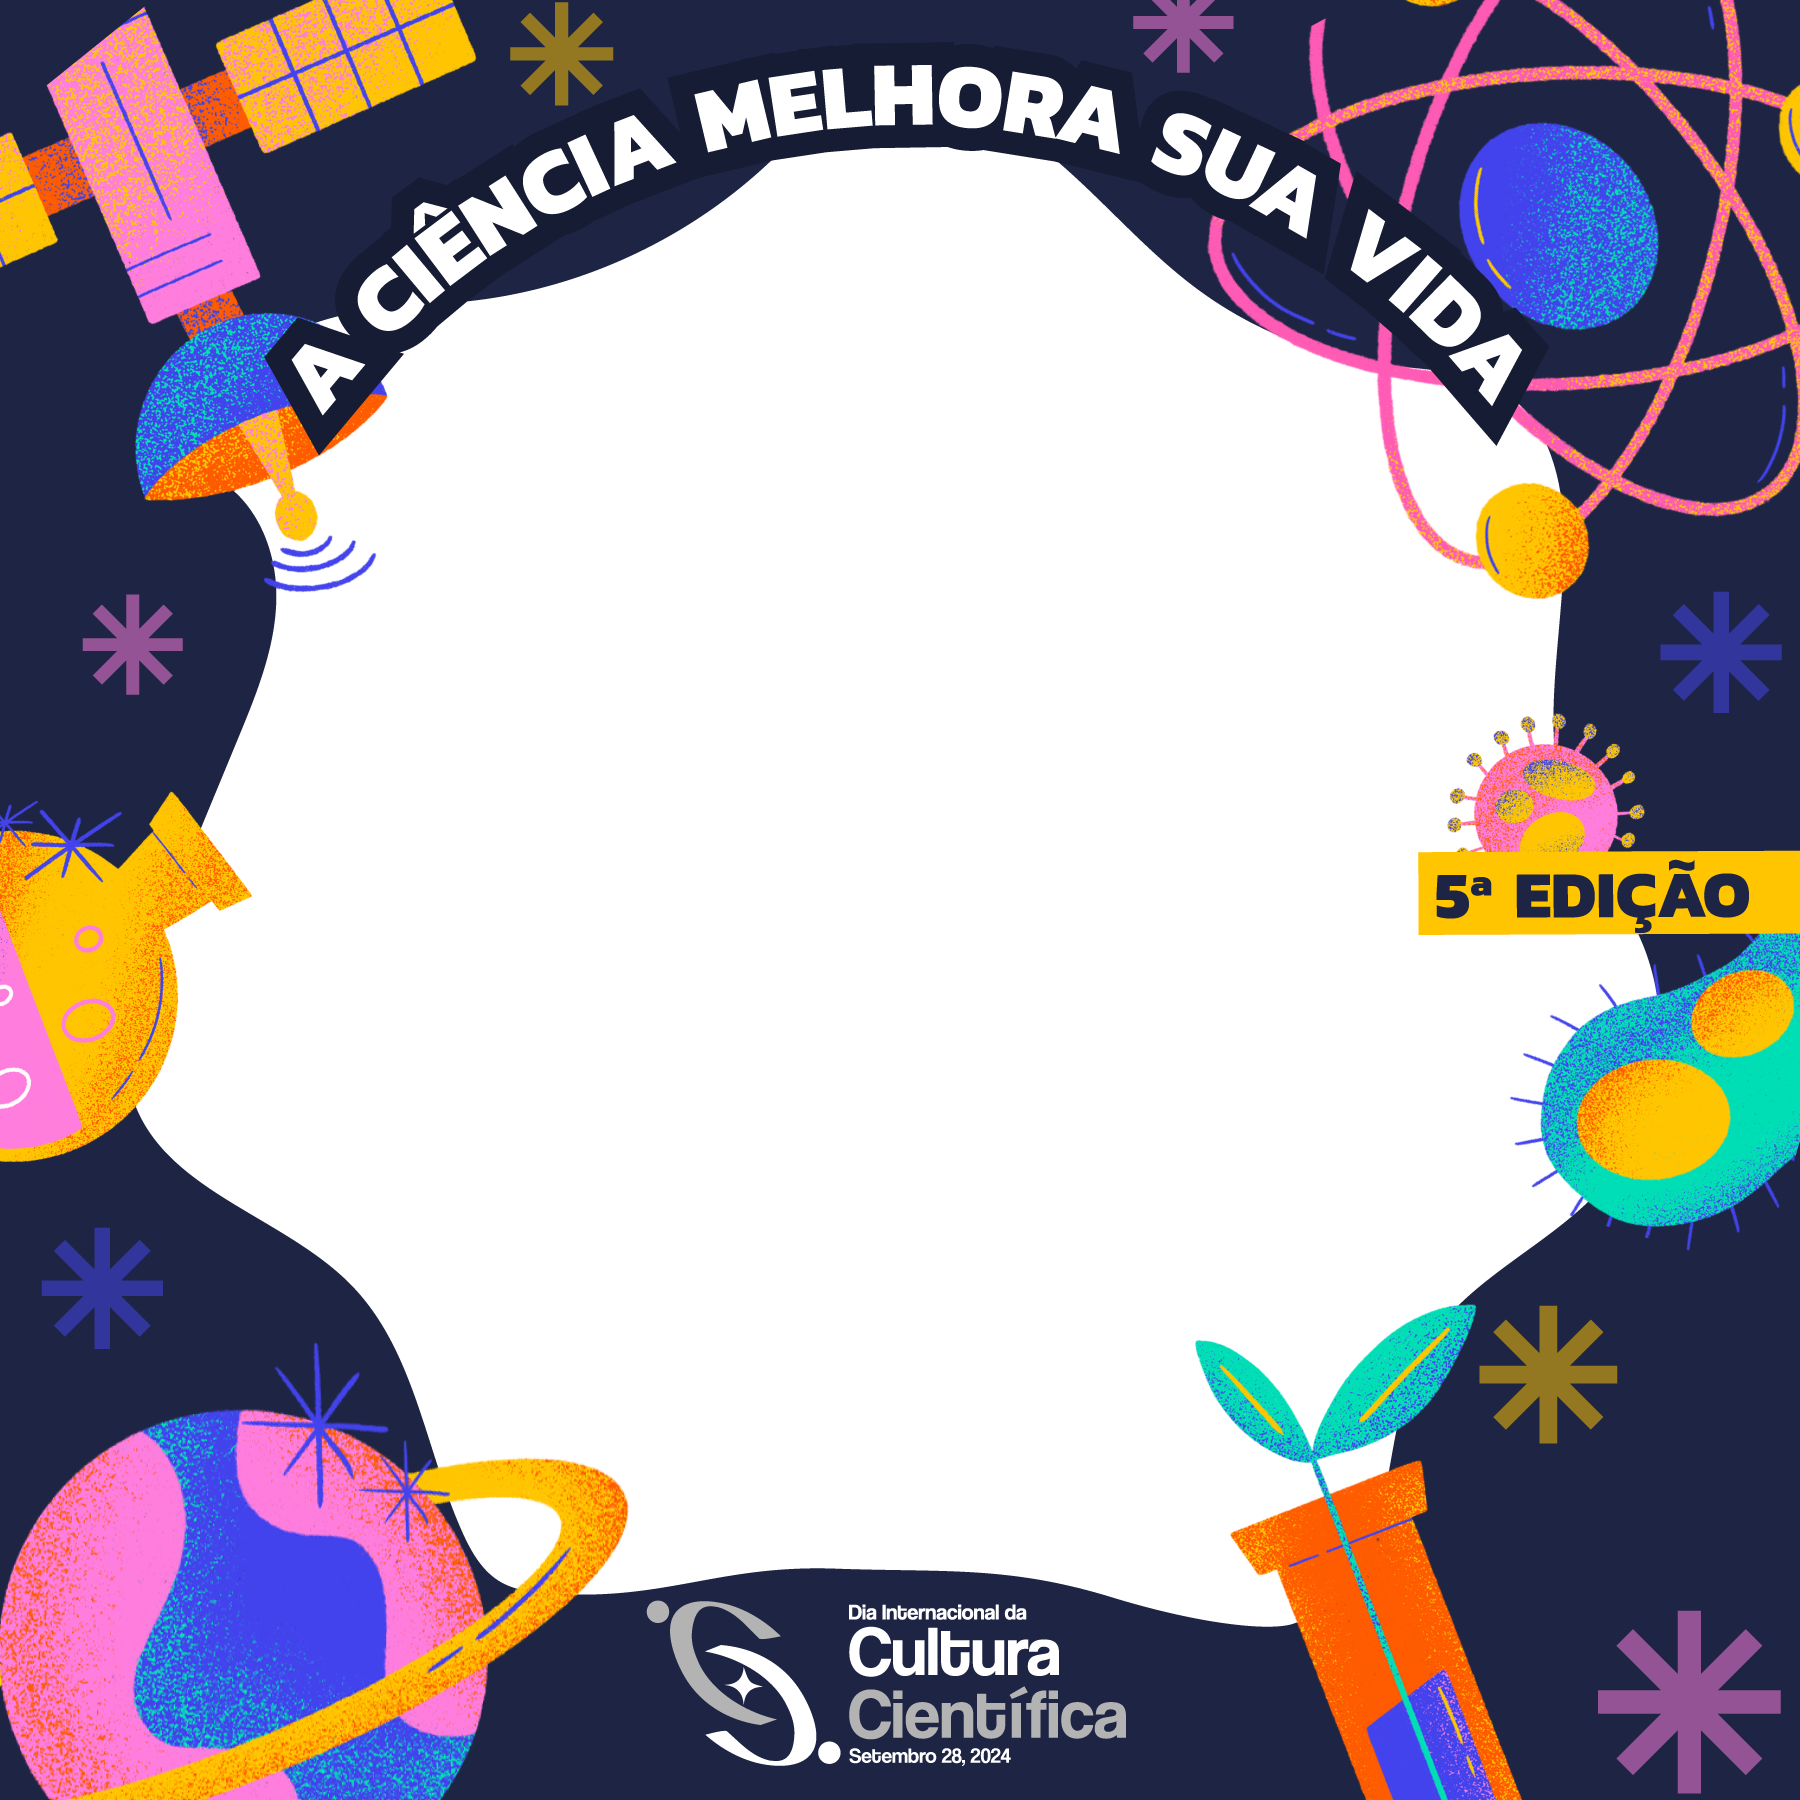 A CIÊNCIA MELHORA SUA VIDA
5ª EDIÇÃO
Dia Internacional da
Cultura
Científica
Setembro 28, 2024